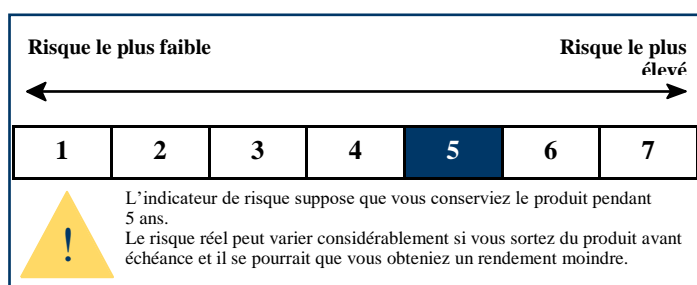 Risque le plus faible
Risque le plus
élevé
1 2 3 4 5 6 7
L'indicateur de risque suppose que vous conserviez le produit pendant
5 ans.
Le risque réel peut varier considérablement si vous sortez du produit avant
échéance et il se pourrait que vous obteniez un rendement moindre.
!